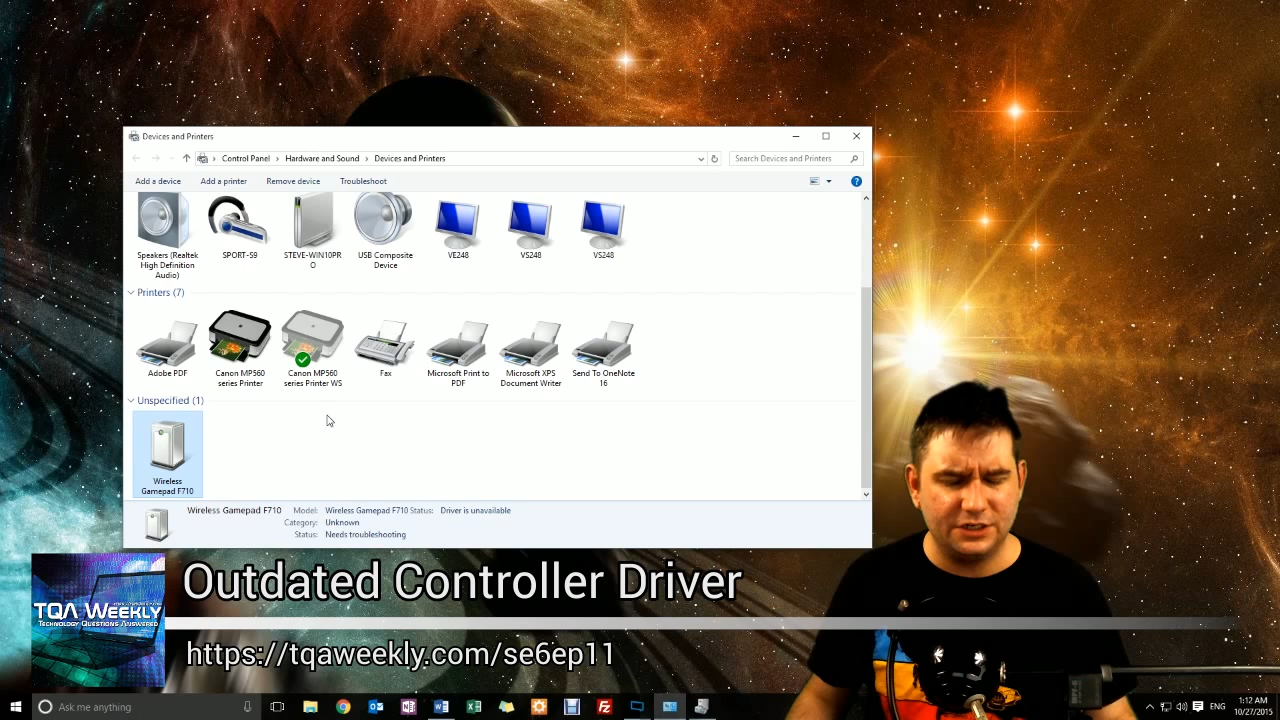 Devices and Printers
Control Panel › Hardware and Sound › Devices and Printers
Search Devices and Printers
Add a device
Add a printer
Remove device
Troubleshoot
Speakers (Realtek
High Definition
Audio)
SPORT-S9
STEVE-WIN10PR
O
USB Composite
Device
VE248
VS248
VS248
Printers (7)
Adobe PDF
Canon MP560
series Printer
Canon MP560
series Printer WS
Fax
Microsoft Print to
PDF
Microsoft XPS
Document Writer
Send To OneNote
16
Unspecified (1)
Wireless
Gamepad F710
Wireless Gamepad F710
Model: Wireless Gamepad F710 Status: Driver is unavailable
Category: Unknown
Status: Needs troubleshooting
TQA Weekly
Technology Questions Answered
Outdated Controller Driver
https://tqaweekly.com/se6ep11
Ask me anything
ENG
1:12 AM
10/27/2015